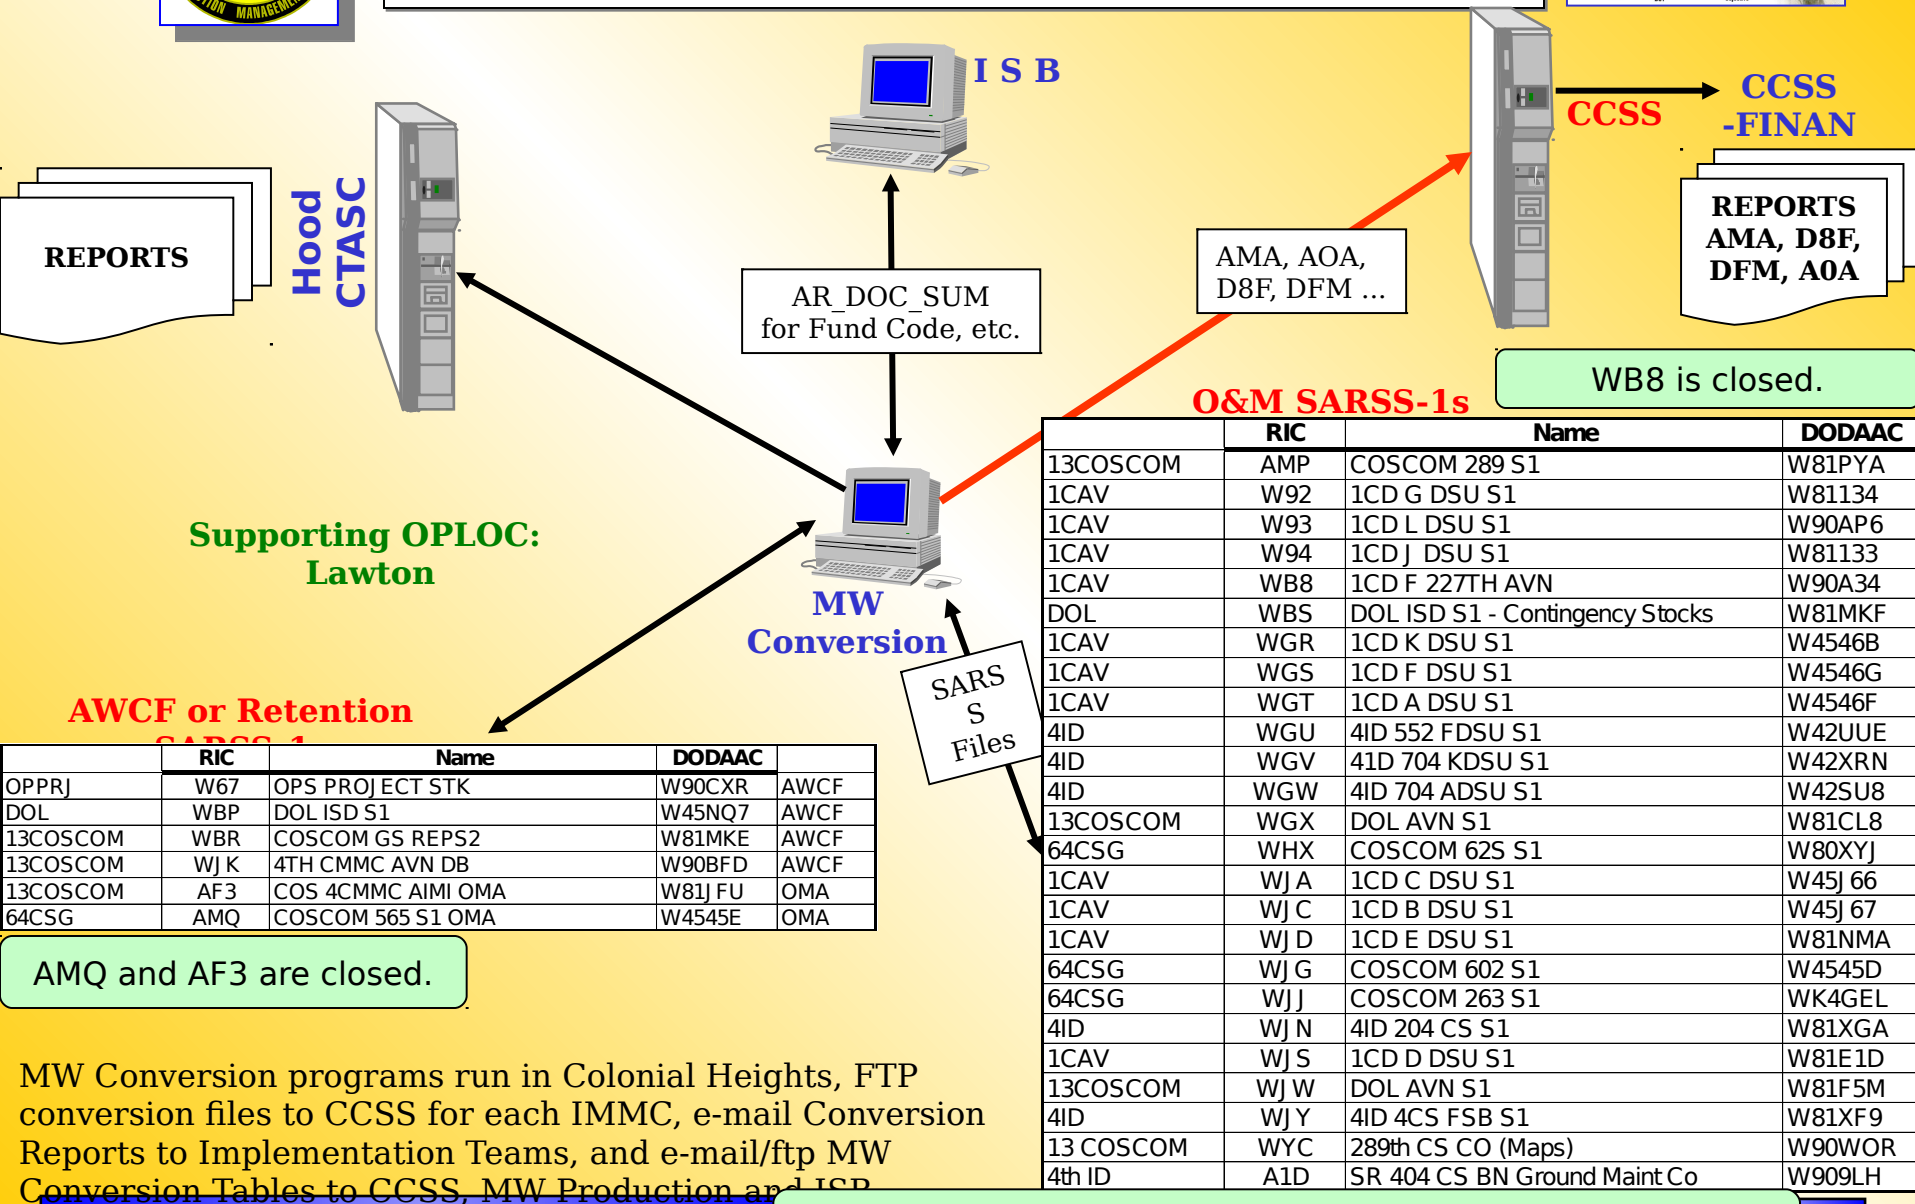 TION MANAGEMENT
I S B
CCSS
CCSS
-FINAN
Hood
CTASC
REPORTS
REPORTS
AMA, D8F,
DFM, A0A
AMA, AOA,
D8F, DFM ...
AR_DOC_SUM
for Fund Code, etc.
WB8 is closed.
O&M SARSS-1s
RIC Name DODAAC
13COSCOM AMP COSCOM 289 S1 W81PYA
1CAV W92 1CD G DSU S1 W81134
1CAV W93 1CD L DSU S1 W90AP6
1CAV W94 1CD J DSU S1 W81133
1CAV WB8 1CD F 227TH AVN W90A34
DOL WBS DOL ISD S1 - Contingency Stocks W81MKF
1CAV WGR 1CD K DSU S1 W4546B
1CAV WGS 1CD F DSU S1 W4546G
1CAV WGT 1CD A DSU S1 W4546F
4ID WGU 4ID 552 FDSU S1 W42UUE
4ID WGV 41D 704 KDSU S1 W42XRN
4ID WGW 4ID 704 ADSU S1 W42SU8
13COSCOM WGX DOL AVN S1 W81CL8
64CSG WHX COSCOM 62S S1 W80XYJ
1CAV WJA 1CD C DSU S1 W45J66
1CAV WJC 1CD B DSU S1 W45J67
1CAV WJD 1CD E DSU S1 W81NMA
64CSG WJG COSCOM 602 S1 W4545D
64CSG WJJ COSCOM 263 S1 WK4GEL
4ID WJN 4ID 204 CS S1 W81XGA
1CAV WJS 1CD D DSU S1 W81E1D
13COSCOM WJW DOL AVN S1 W81F5M
4ID WJY 4ID 4CS FSB S1 W81XF9
13 COSCOM WYC 289th CS CO (Maps) W90WOR
4th ID A1D SR 404 CS BN Ground Maint Co W909LH
Supporting OPLOC:
Lawton
MW
Conversion
SARS
S
Files
AWCF or Retention
SARSS-1
RIC Name DODAAC
OPPRJ W67 OPS PROJECT STK W90CXR AWCF
DOL WBP DOL ISD S1 W45NQ7 AWCF
13COSCOM WBR COSCOM GS REPS2 W81MKE AWCF
13COSCOM WJK 4TH CMMC AVN DB W90BFD AWCF
13COSCOM AF3 COS 4CMMC AIMI OMA W81JFU OMA
64CSG AMQ COSCOM 565 S1 OMA W4545E OMA
AMQ and AF3 are closed.
MW Conversion programs run in Colonial Heights, FTP
conversion files to CCSS for each IMMC, e-mail Conversion
Reports to Implementation Teams, and e-mail/ftp MW
Conversion Tables to CCSS, MW Production and ISB